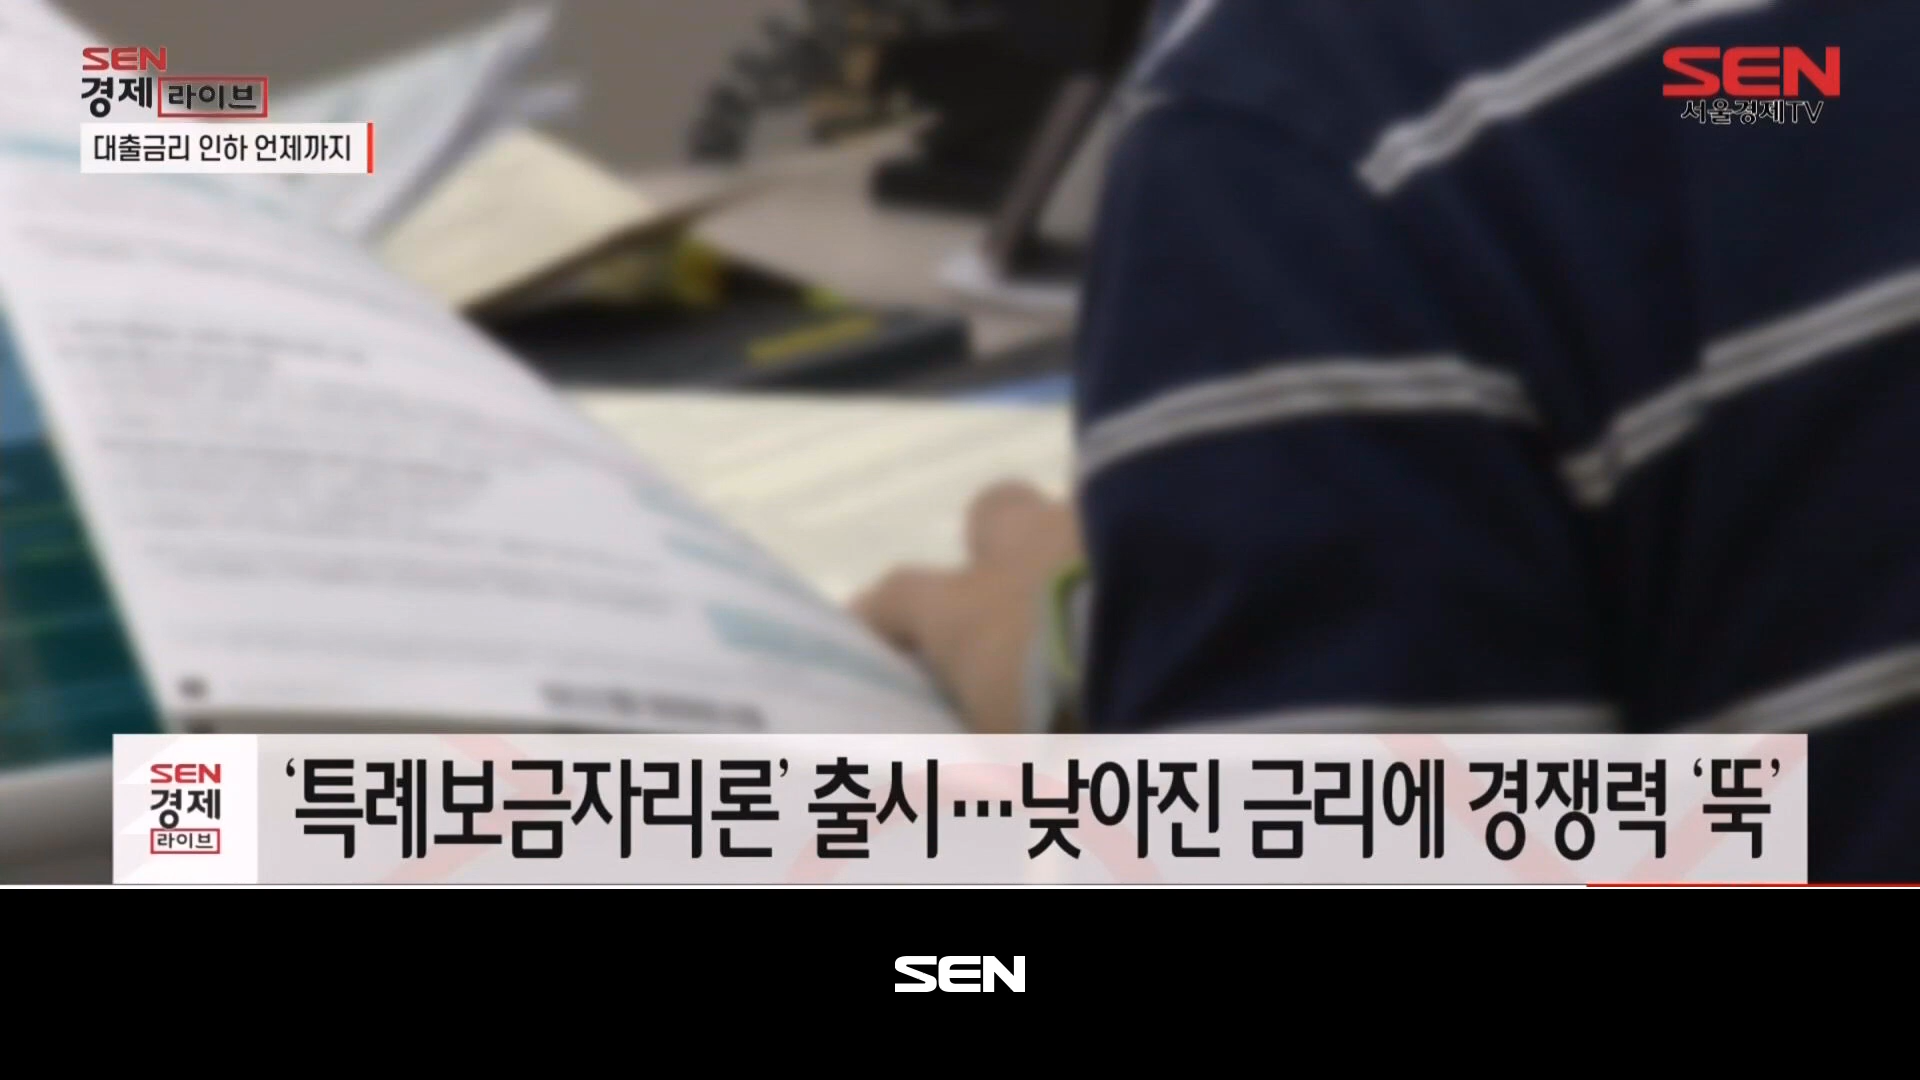 SEN
경제 라이브
대출금리 인하 언제까지
SEN
서울경제TV
SEN
경제
라이브
‘특례보금자리론’ 출시…낮아진 금리에 경쟁력 ‘뚝’
SEN